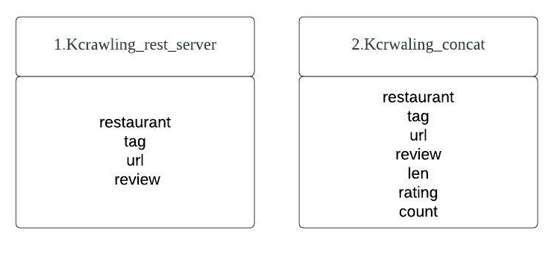 1.Kcrawling_rest_server
restaurant
tag
url
review
2.Kcrwaling_concat
restaurant
tag
url
review
len
rating
count